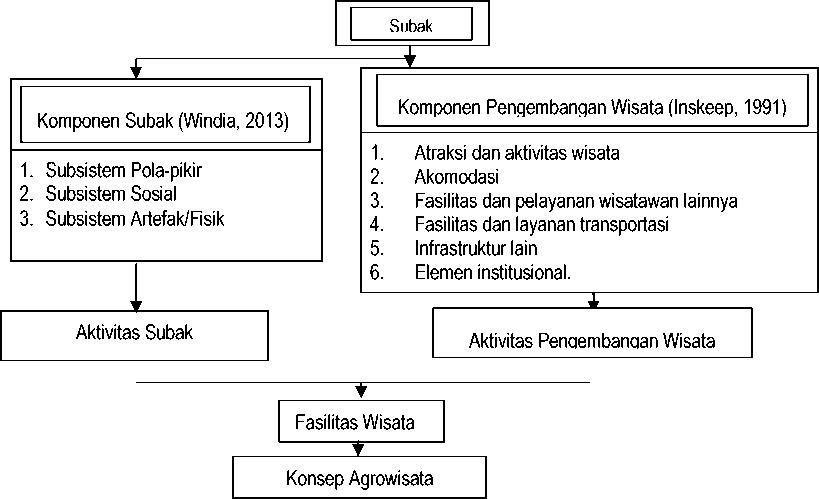 Subak
Komponen Subak (Windia, 2013)
1. Subsistem Pola-pikir
2. Subsistem Sosial
3. Subsistem Artefak/Fisik
Komponen Pengembangan Wisata (Inskeep, 1991)
1. Atraksi dan aktivitas wisata
2. Akomodasi
3. Fasilitas dan pelayanan wisatawan lainnya
4. Fasilitas dan layanan transportasi
5. Infrastruktur lain
6. Elemen institusional.
Aktivitas Subak
Aktivitas Pengembangan Wisata
Fasilitas Wisata
Konsep Agrowisata